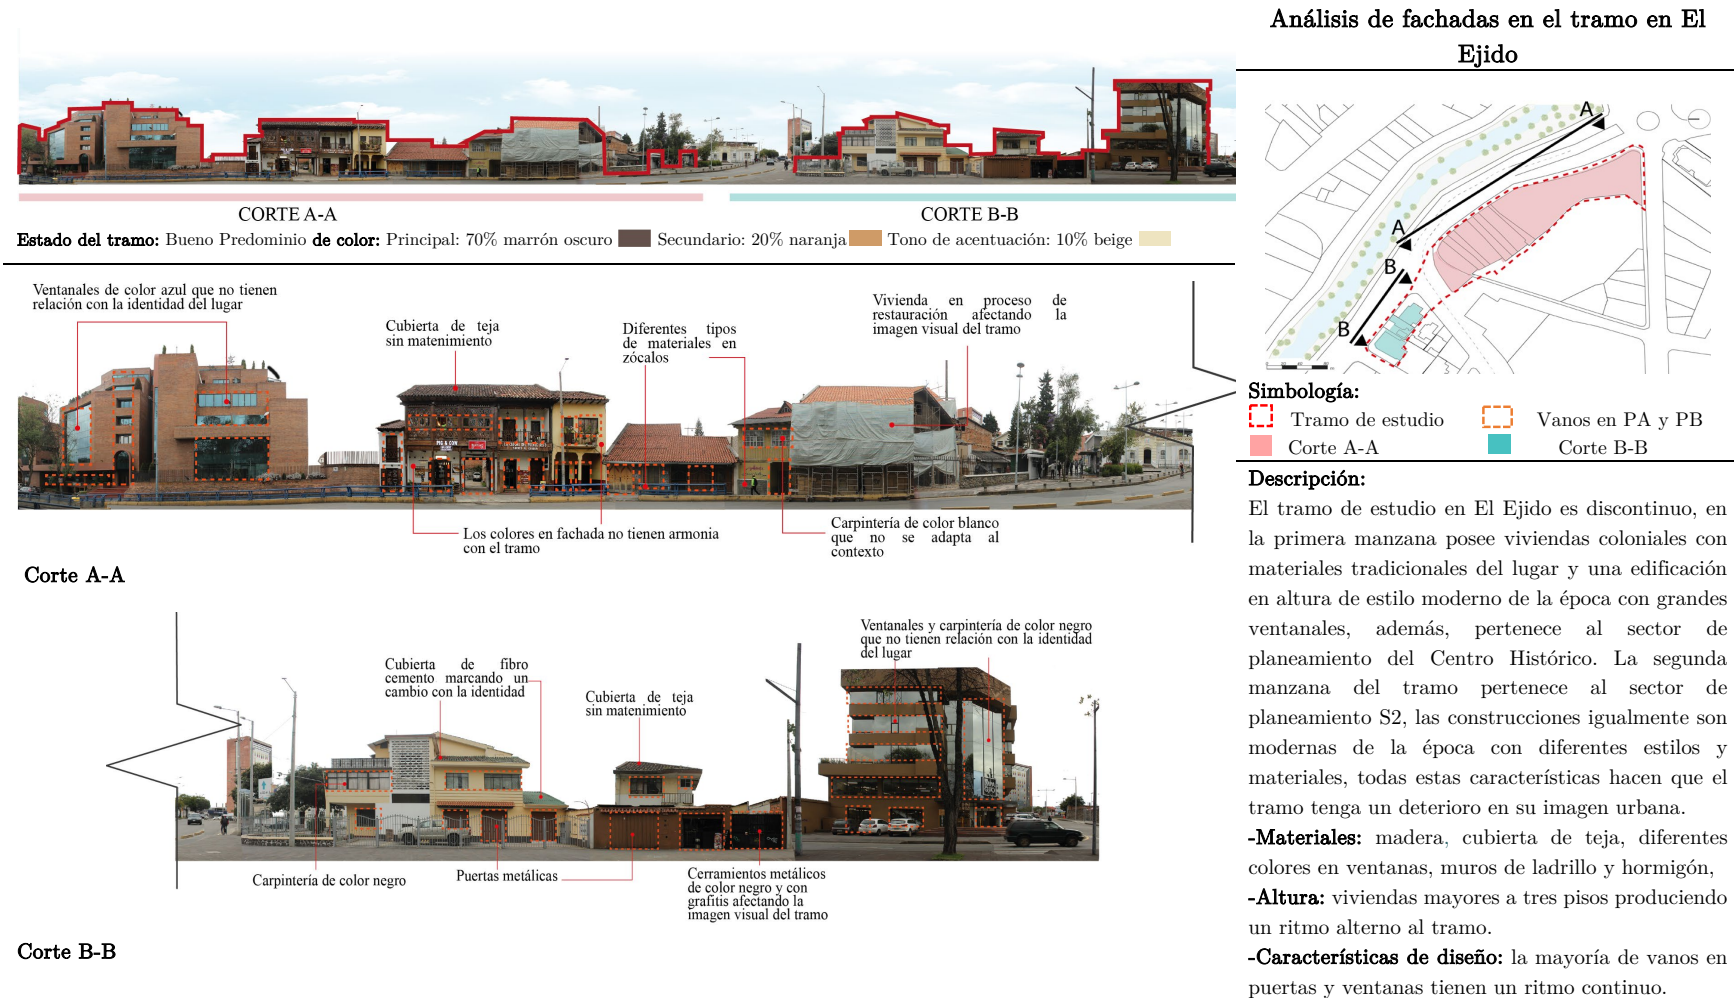 Análisis de fachadas en el tramo en El
Ejido
CORTE A-A
CORTE B-B
Estado del tramo: Bueno Predominio de color: Principal: 70% marrón oscuro Secundario: 20% naranja Tono de acentuación: 10% beige
Ventanales de color azul que no tienen
relación con la identidad del lugar
Cubierta de teja
sin matenimiento
Diferentes tipos
de materiales en
zócalos
Vivienda en proceso de
restauración afectando la
imagen visual del tramo
Los colores en fachada no tienen armonia
con el tramo
Carpintería de color blanco
que no se adapta al
contexto
Corte A-A
Cubierta de fibro
cemento marcando un
cambio con la identidad
Cubierta de teja
sin matenimiento
Ventanales y carpintería de color negro
que no tienen relación con la identidad
del lugar
Carpintería de color negro
Puertas metálicas
Cerramientos metálicos
de color negro y con
grafitis afectando la
imagen visual del tramo
Corte B-B
A
A
B
B
Simbología:
Tramo de estudio
Vanos en PA y PB
Corte A-A
Corte B-B
Descripción:
El tramo de estudio en El Ejido es discontinuo, en
la primera manzana posee viviendas coloniales con
materiales tradicionales del lugar y una edificación
en altura de estilo moderno de la época con grandes
ventanales, además, pertenece al sector de
planeamiento del Centro Histórico. La segunda
manzana del tramo pertenece al sector de
planeamiento S2, las construcciones igualmente son
modernas de la época con diferentes estilos y
materiales, todas estas características hacen que el
tramo tenga un deterioro en su imagen urbana.
-Materiales: madera, cubierta de teja, diferentes
colores en ventanas, muros de ladrillo y hormigón,
-Altura: viviendas mayores a tres pisos produciendo
un ritmo alterno al tramo.
-Características de diseño: la mayoría de vanos en
puertas y ventanas tienen un ritmo continuo.